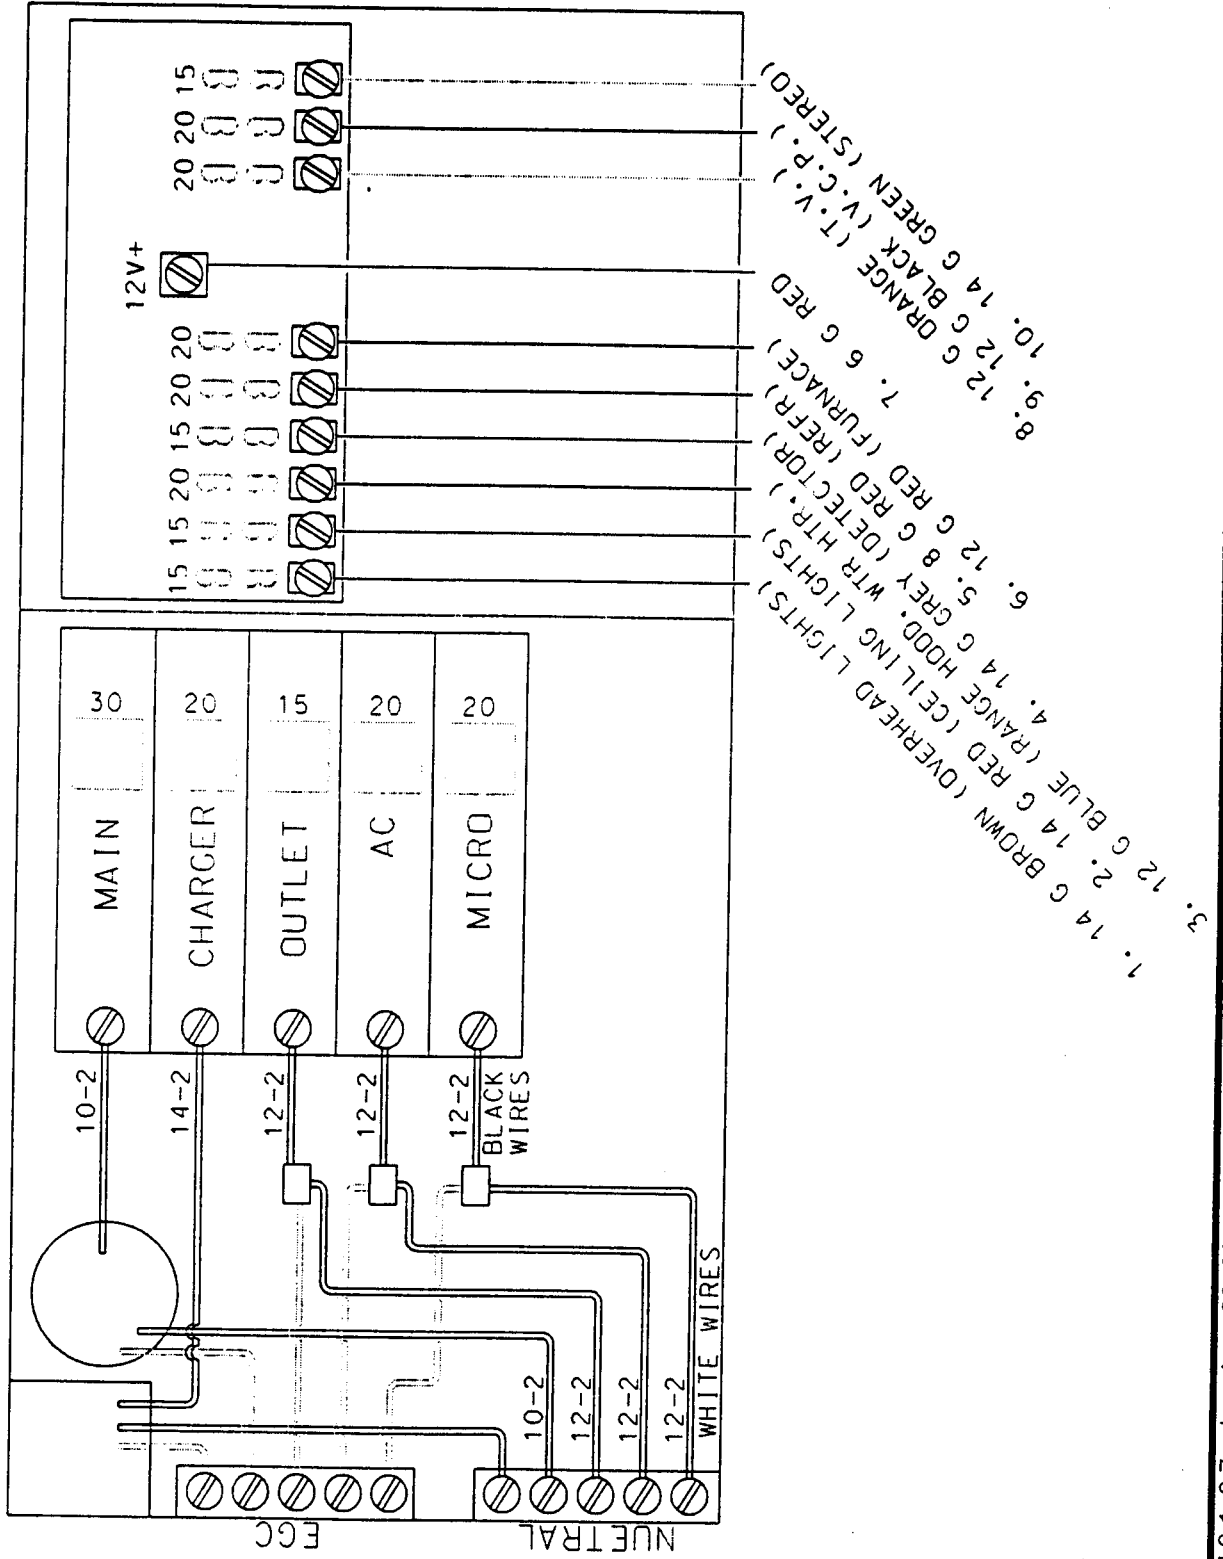 15
20
20
12V+
20
20
15
20
15
15
10. 14 G GREEN (STEREO)
9. 12 G BLACK (V.C.P.)
8. 12 G ORANGE (T.V.)
7. 6 G RED
6. 12 G RED (FURNACE)
5. 8 G RED (REFR)
4. 14 G GREY (DETECTOR)
3. 12 G BLUE (RANGE HOOD. WTR HTR.)
2. 14 G RED (CEILING LIGHTS)
1. 14 G BROWN (OVERHEAD LIGHTS)
30
MAIN
20
CHARGER
15
OUTLET
20
AC
20
MICRO
10-2
14-2
12-2
12-2
12-2
BLACK
WIRES
10-2
12-2
12-2
12-2
WHITE WIRES
EGC
NUETRAL